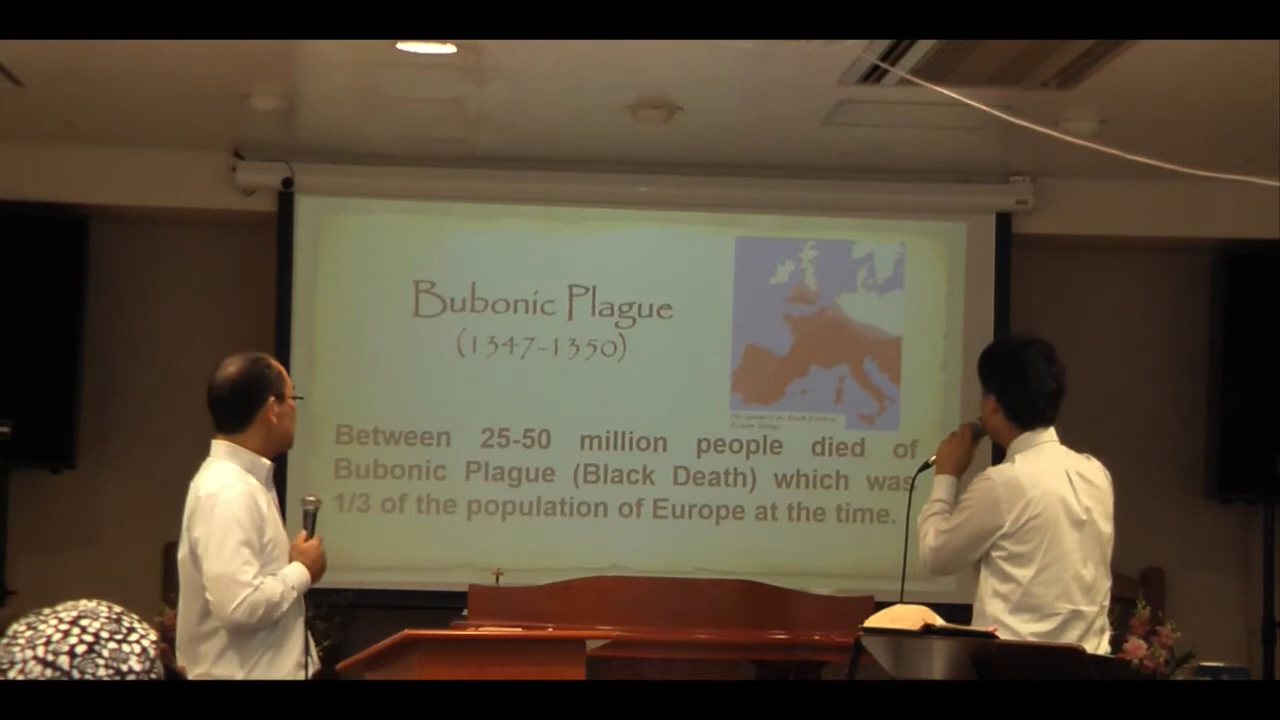 Bubonic Plague
(1347-1350)
Between 25-50 million people died of
Bubonic Plague (Black Death) which was
1/3 of the population of Europe at the time.